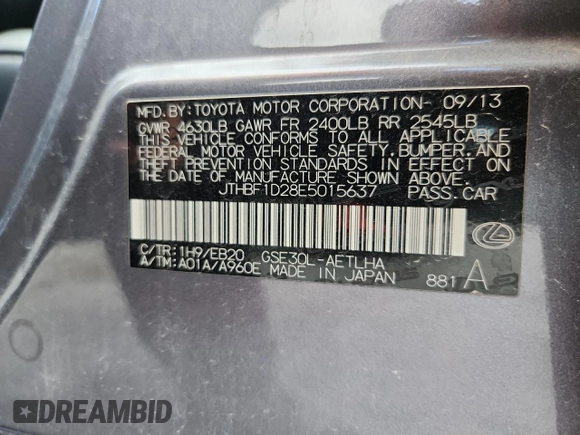 MFD. BY: TOYOTA MOTOR CORPORATION 09/13
GVWR 4630LB GAWR FR 2400LB RR 2545LB
THIS VEHICLE CONFORMS TO ALL APPLICABLE
FEDERAL MOTOR VEHICLE SAFETY, BUMPER, AND
THEFT PREVENTION STANDARDS IN EFFECT ON
THE DATE OF MANUFACTURE SHOWN ABOVE.
JTHBF1D28E5015637 PASS. CAR
C/TR: 1H9/EB20 GSE30L-AETLHA
A/TM: A01A/A960E MADE IN JAPAN 881 A
DREAMBID